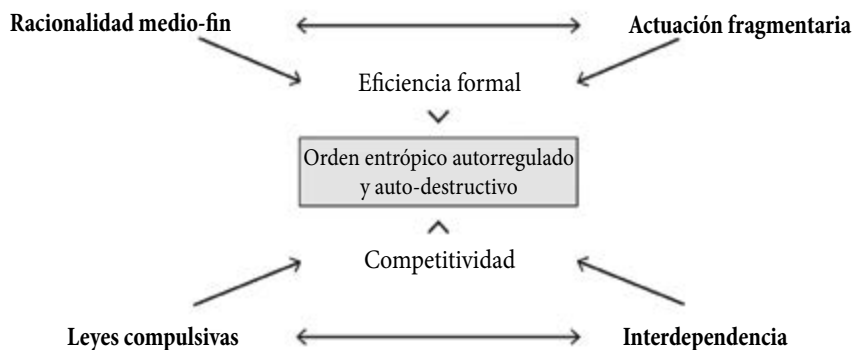 Racionalidad medio-fin
Actuación fragmentaria
Eficiencia formal
Orden entrópico autorregulado
y auto-destructivo
Competitividad
Leyes compulsivas
Interdependencia